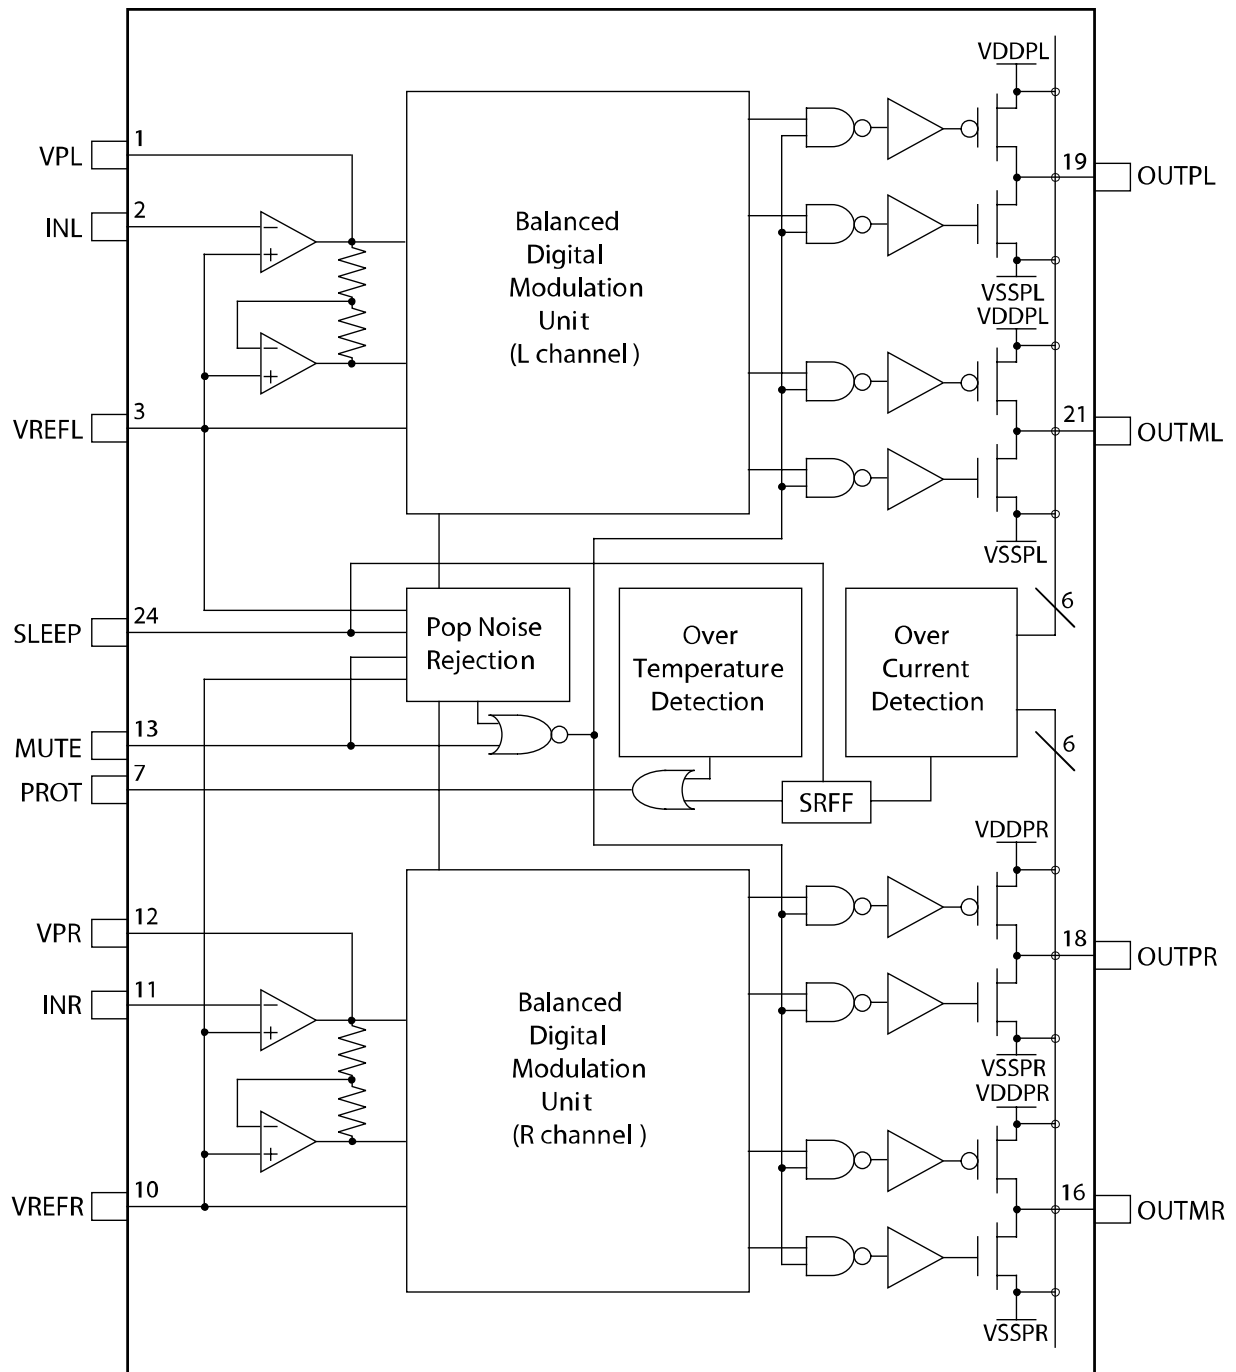 VDDPL
1
VPL
19
OUTPL
2
INL
−
+
Balanced
Digital
Modulation
Unit
(L channel )
VSSPL
VDDPL
−
+
3
VREFL
21
OUTML
VSSPL
24
SLEEP
Pop Noise
Rejection
Over
Temperature
Detection
Over
Current
Detection
6
13
MUTE
6
7
PROT
SRFF
VDDPR
12
VPR
18
OUTPR
11
INR
−
+
Balanced
Digital
Modulation
Unit
(R channel )
VSSPR
VDDPR
−
+
10
VREFR
16
OUTMR
VSSPR